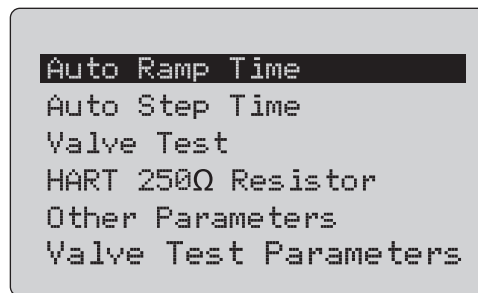 Auto Ramp Time
Auto Step Time
Valve Test
HART 250Ω Resistor
Other Parameters
Valve Test Parameters